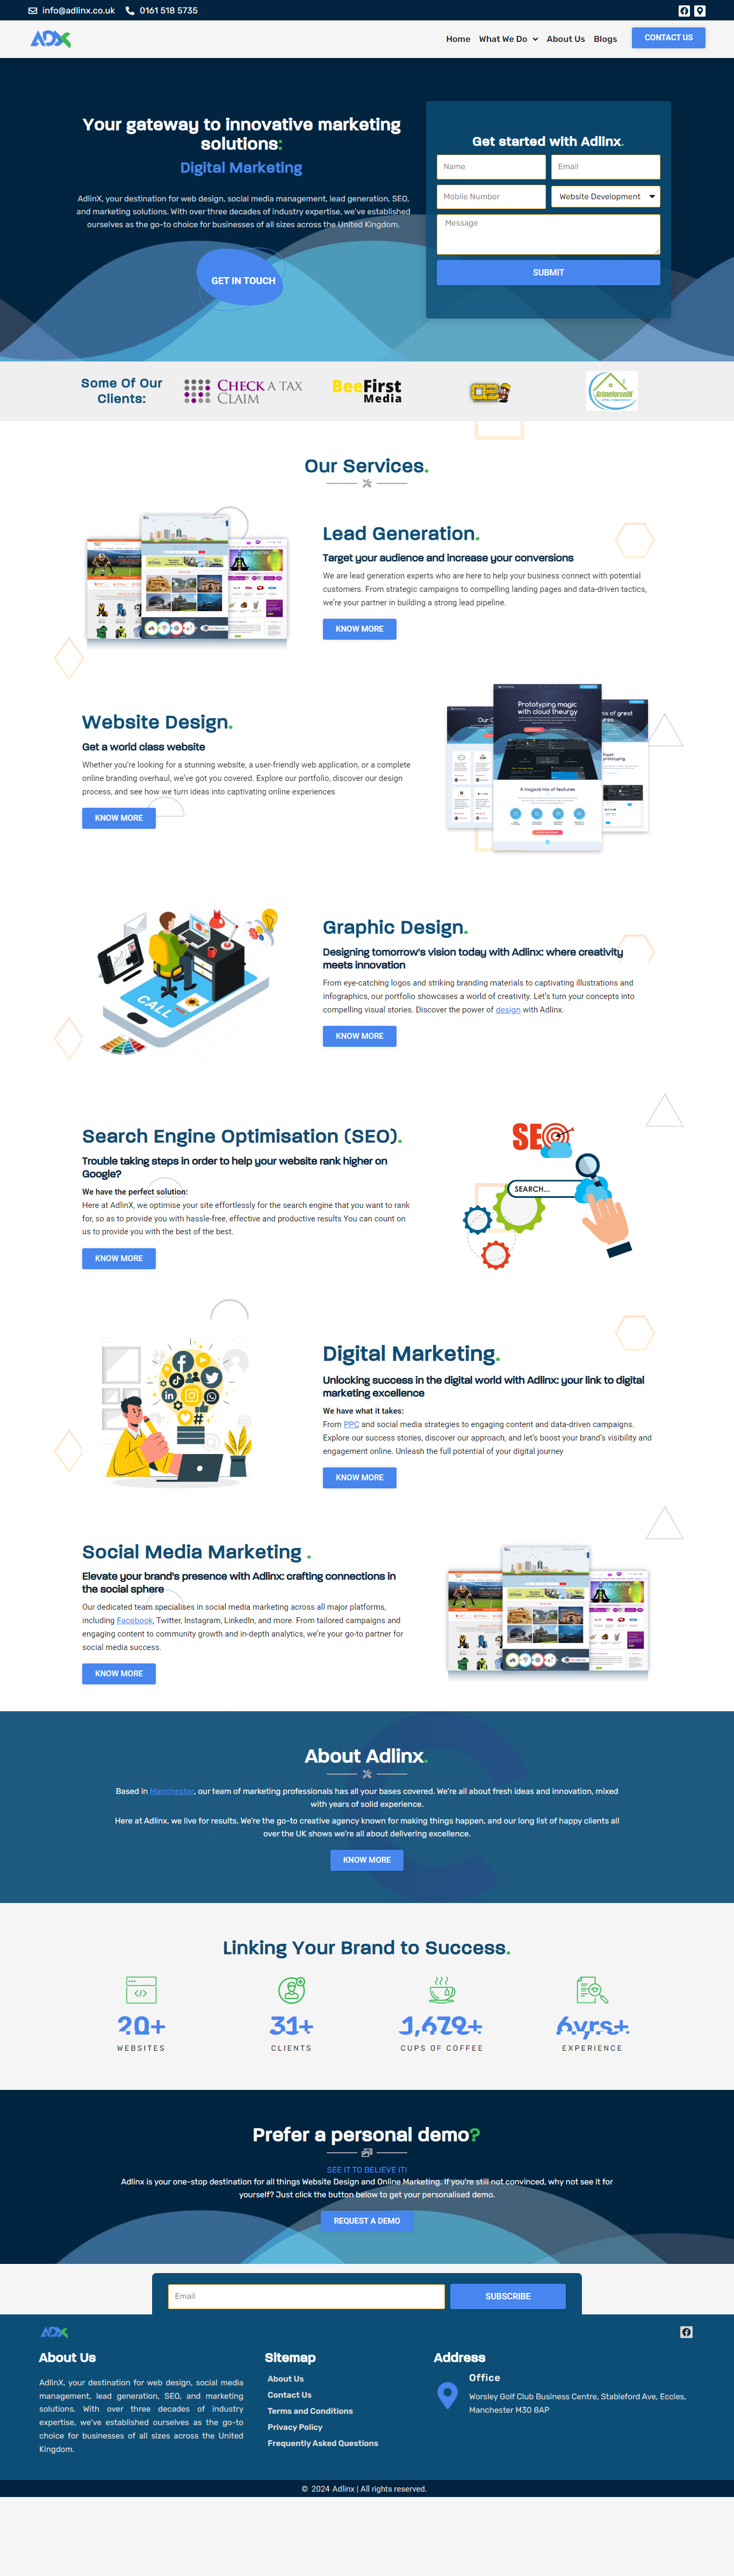 info@adlinx.co.uk 0161 518 5735
ADX
Home What We Do About Us Blogs CONTACT US
Your gateway to innovative marketing
solutions:
Digital Marketing
AdlinX, your destination for web design, social media management, lead generation, SEO,
and marketing solutions. With over three decades of industry expertise, we've established
ourselves as the go-to choice for businesses of all sizes across the United Kingdom.
GET IN TOUCH
Get started with Adlinx.
Name Email
Mobile Number Website Development
Message
SUBMIT
Some Of Our
Clients:
CHECK A TAX
CLAIM
BeeFirst
Media
GrimeforceUK
Our Services.
Lead Generation.
Target your audience and increase your conversions
We are lead generation experts who are here to help your business connect with potential
customers. From strategic campaigns to compelling landing pages and data-driven tactics,
we're your partner in building a strong lead pipeline.
KNOW MORE
Website Design.
Get a world class website
Whether you're looking for a stunning website, a user-friendly web application, or a complete
online branding overhaul, we've got you covered. Explore our portfolio, discover our design
process, and see how we turn ideas into captivating online experiences
KNOW MORE
Prototyping magic
with cloud theurgy
A magical mix of features
Graphic Design.
Designing tomorrow's vision today with Adlinx: where creativity
meets innovation
From eye-catching logos and striking branding materials to captivating illustrations and
infographics, our portfolio showcases a world of creativity. Let's turn your concepts into
compelling visual stories. Discover the power of design with Adlinx.
KNOW MORE
CALL
Search Engine Optimisation (SEO).
Trouble taking steps in order to help your website rank higher on
Google?
We have the perfect solution:
Here at AdlinX, we optimise your site effortlessly for the search engine that you want to rank
for, so as to provide you with hassle-free, effective and productive results You can count on
us to provide you with the best of the best.
KNOW MORE
SEO
SEARCH...
Digital Marketing.
Unlocking success in the digital world with Adlinx: your link to digital
marketing excellence
We have what it takes:
From PPC and social media strategies to engaging content and data-driven campaigns.
Explore our success stories, discover our approach, and let's boost your brand's visibility and
engagement online. Unleash the full potential of your digital journey
KNOW MORE
Social Media Marketing .
Elevate your brand's presence with Adlinx: crafting connections in
the social sphere
Our dedicated team specialises in social media marketing across all major platforms,
including Facebook, Twitter, Instagram, LinkedIn, and more. From tailored campaigns and
engaging content to community growth and in-depth analytics, we're your go-to partner for
social media success.
KNOW MORE
About Adlinx.
Based in Manchester, our team of marketing professionals has all your bases covered. We're all about fresh ideas and innovation, mixed
with years of solid experience.
Here at Adlinx, we live for results. We're the go-to creative agency known for making things happen, and our long list of happy clients all
over the UK shows we're all about delivering excellence.
KNOW MORE
Linking Your Brand to Success.
20+ 31+ 1,679+ 6yrs+
WEBSITES CLIENTS CUPS OF COFFEE EXPERIENCE
Prefer a personal demo?
SEE IT TO BELIEVE IT!
Adlinx is your one-stop destination for all things Website Design and Online Marketing. If you're still not convinced, why not see it for
yourself? Just click the button below to get your personalised demo.
REQUEST A DEMO
Email SUBSCRIBE
ADX
About Us
AdlinX, your destination for web design, social media
management, lead generation, SEO, and marketing
solutions. With over three decades of industry
expertise, we've established ourselves as the go-to
choice for businesses of all sizes across the United
Kingdom.
Sitemap
About Us
Contact Us
Terms and Conditions
Privacy Policy
Frequently Asked Questions
Address
Office
Worsley Golf Club Business Centre, Stableford Ave, Eccles,
Manchester M30 8AP
© 2024 Adlinx | All rights reserved.